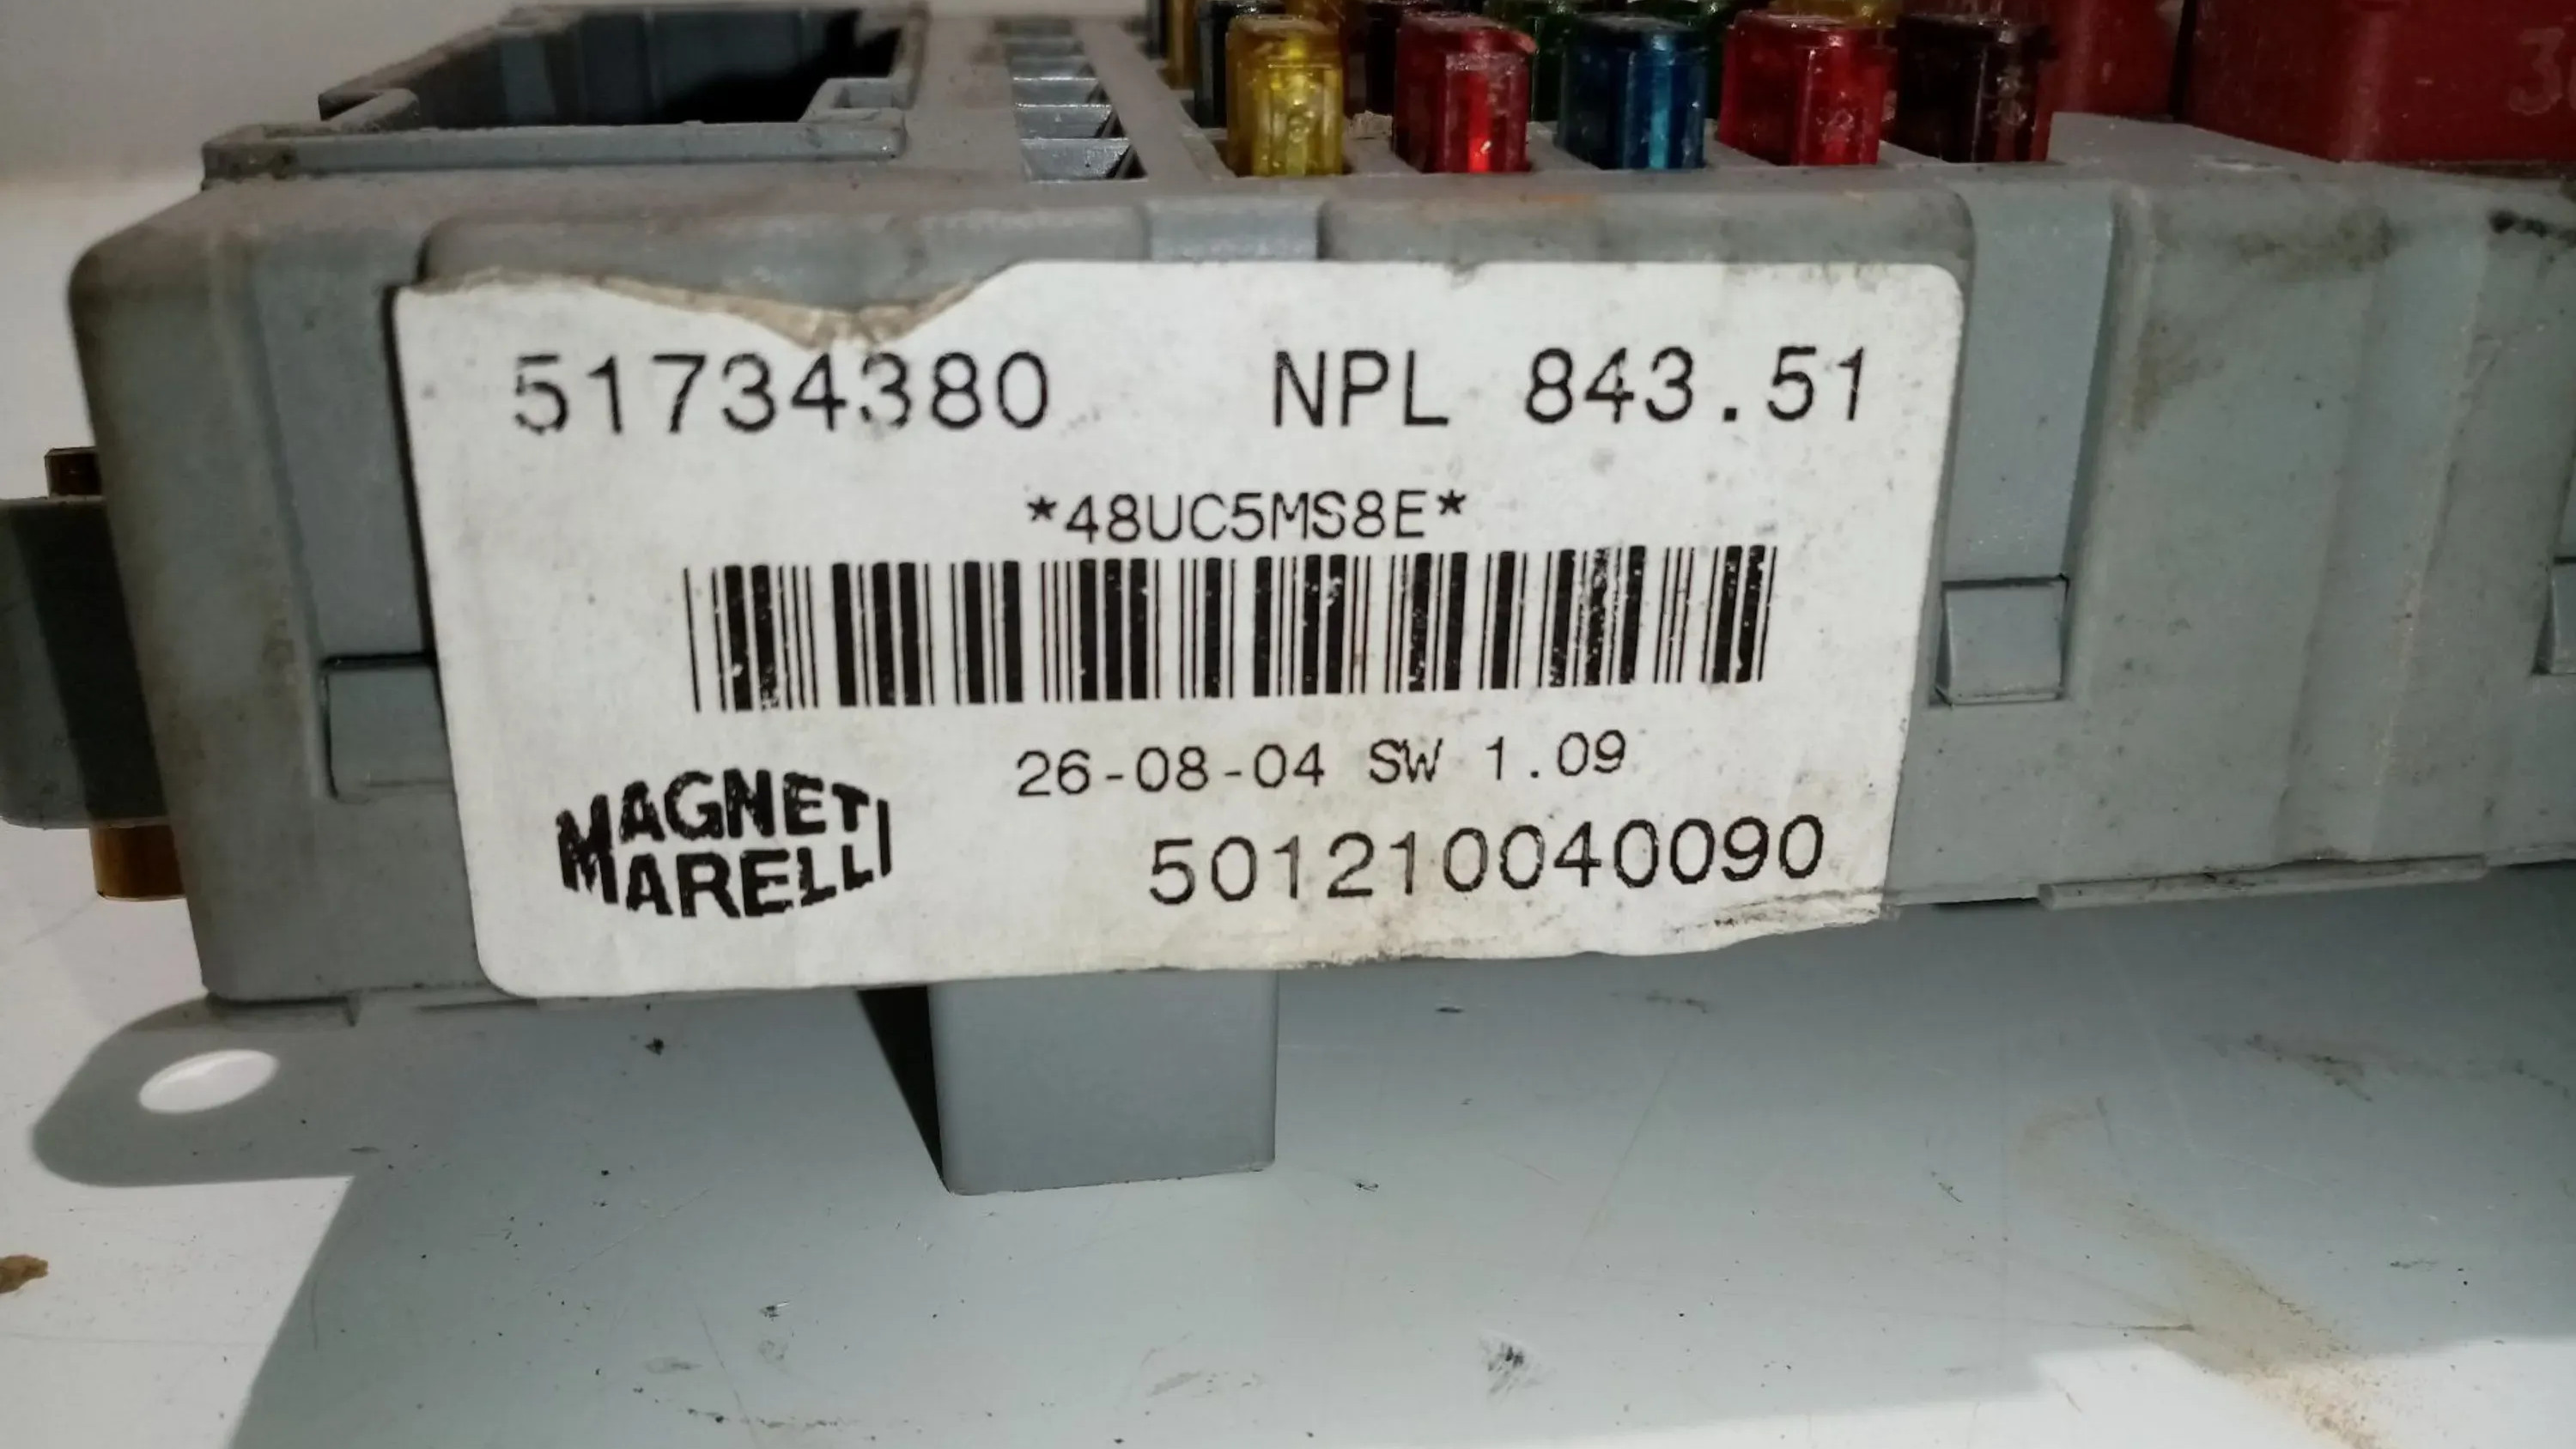 51734380 NPL 843.51
*48UC5MS8E*
26-08-04 SW 1.09
MAGNETI
MARELLI
501210040090